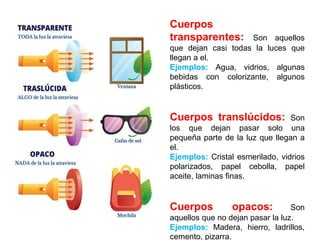 TRANSPARENTE
TODA la luz la atraviesa
Ventana
TRASLÚCIDA
ALGO de la luz la atraviesa
Gafas de sol
OPACO
NADA de la luz la atraviesa
Mochila
Cuerpos
transparentes: Son aquellos
que dejan casi todas la luces que
llegan a el.
Ejemplos: Agua, vidrios, algunas
bebidas con colorizante, algunos
plásticos.
Cuerpos translúcidos: Son
los que dejan pasar solo una
pequeña parte de la luz que llegan a
el.
Ejemplos: Cristal esmerilado, vidrios
polarizados, papel cebolla, papel
aceite, laminas finas.
Cuerpos opacos: Son
aquellos que no dejan pasar la luz.
Ejemplos: Madera, hierro, ladrillos,
cemento, pizarra.